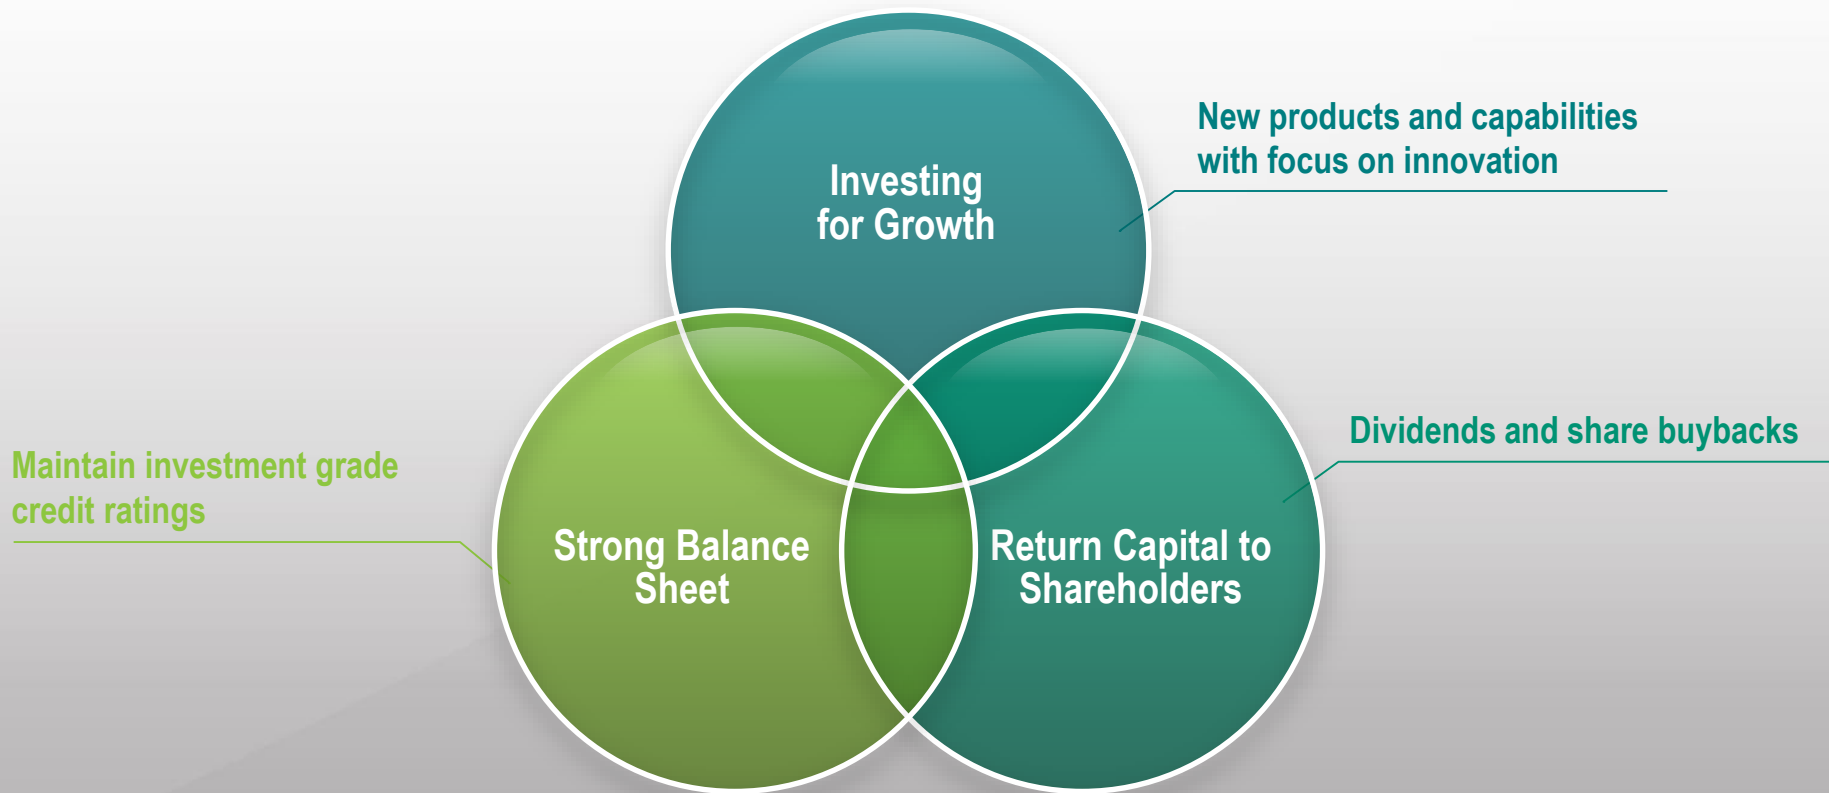 Investing
for Growth
New products and capabilities
with focus on innovation
Maintain investment grade
credit ratings
Strong Balance
Sheet
Return Capital to
Shareholders
Dividends and share buybacks